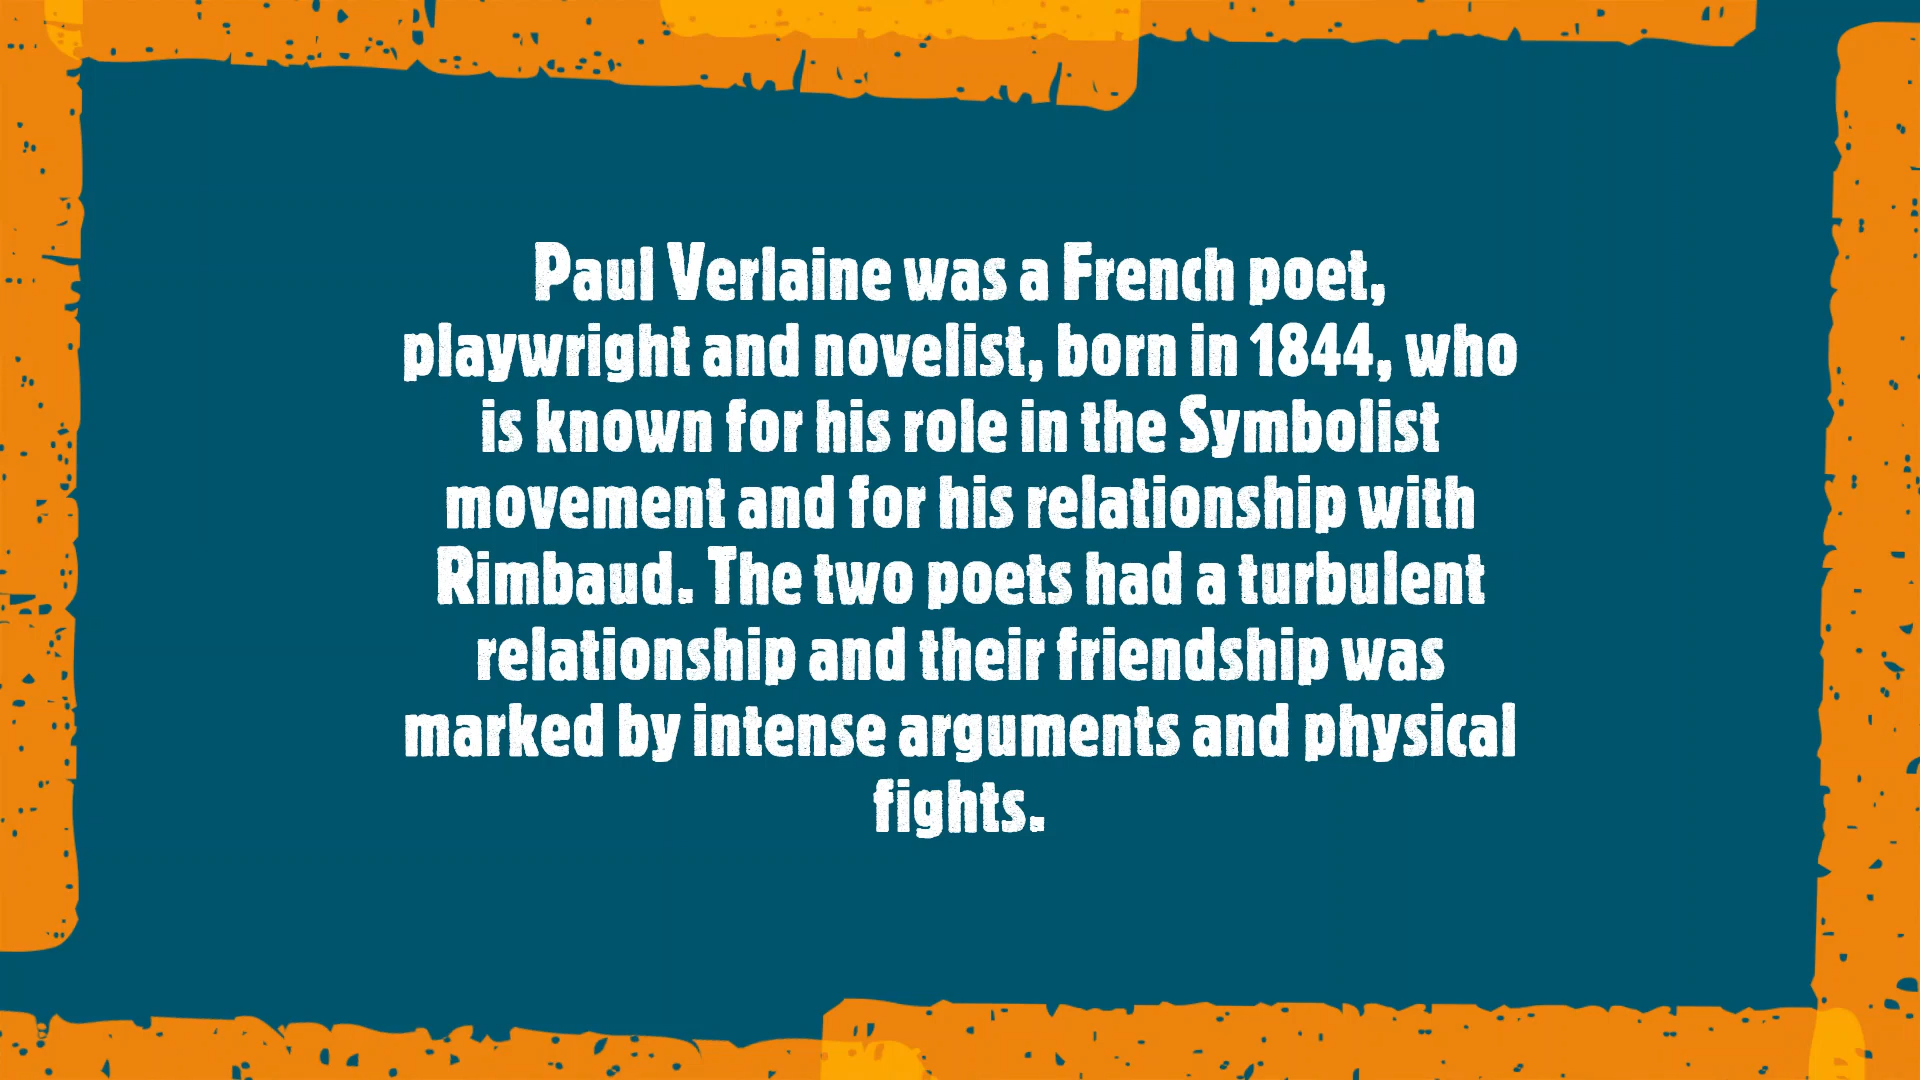 Paul Verlaine was a French poet,
playwright and novelist, born in 1844, who
is known for his role in the Symbolist
movement and for his relationship with
Rimbaud. The two poets had a turbulent
relationship and their friendship was
marked by intense arguments and physical
fights.